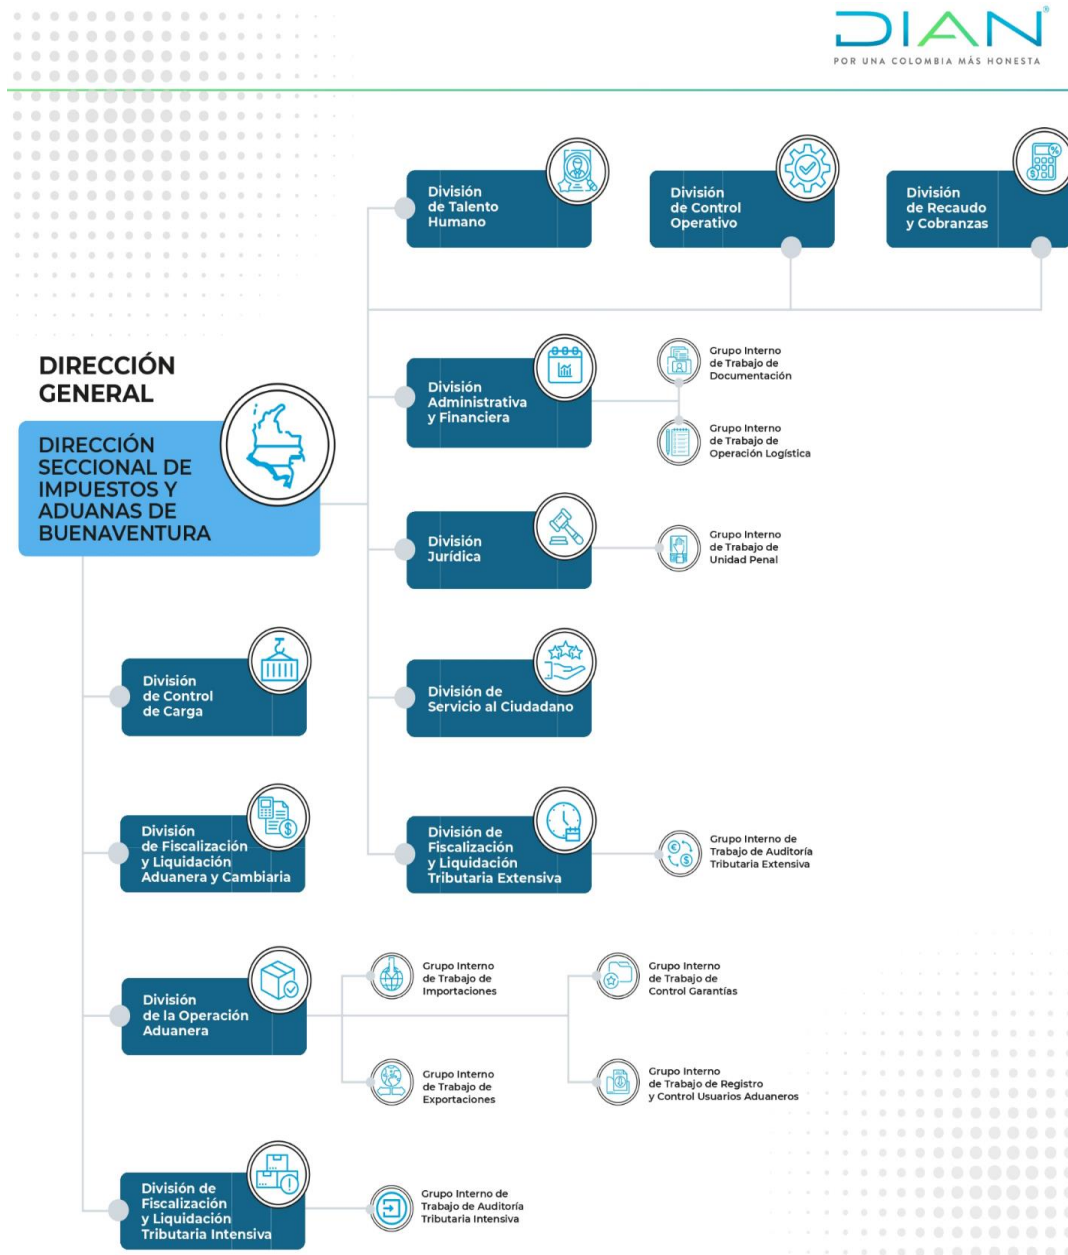 DIAN®
POR UNA COLOMBIA MÁS HONESTA
División
de Talento
Humano
División
de Control
Operativo
División
de Recaudo
y Cobranzas
DIRECCIÓN
GENERAL
DIRECCIÓN
SECCIONAL DE
IMPUESTOS Y
ADUANAS DE
BUENAVENTURA
División
Administrativa
y Financiera
Grupo Interno
de Trabajo de
Documentación
Grupo Interno
de Trabajo de
Operación Logística
División
Jurídica
Grupo Interno
de Trabajo de
Unidad Penal
División de
Servicio al Ciudadano
División de
Fiscalización
y Liquidación
Tributaria Extensiva
Grupo Interno de
Trabajo de Auditoría
Tributaria Extensiva
División
de Control
de Carga
División
de Fiscalización
y Liquidación
Aduanera y Cambiaria
División
de la Operación
Aduanera
Grupo Interno
de Trabajo de
Importaciones
Grupo Interno
de Trabajo de
Control Garantías
Grupo Interno
de Trabajo de
Exportaciones
Grupo Interno
de Trabajo de Registro
y Control Usuarios Aduaneros
División de
Fiscalización
y Liquidación
Tributaria Intensiva
Grupo Interno de
Trabajo de Auditoría
Tributaria Intensiva